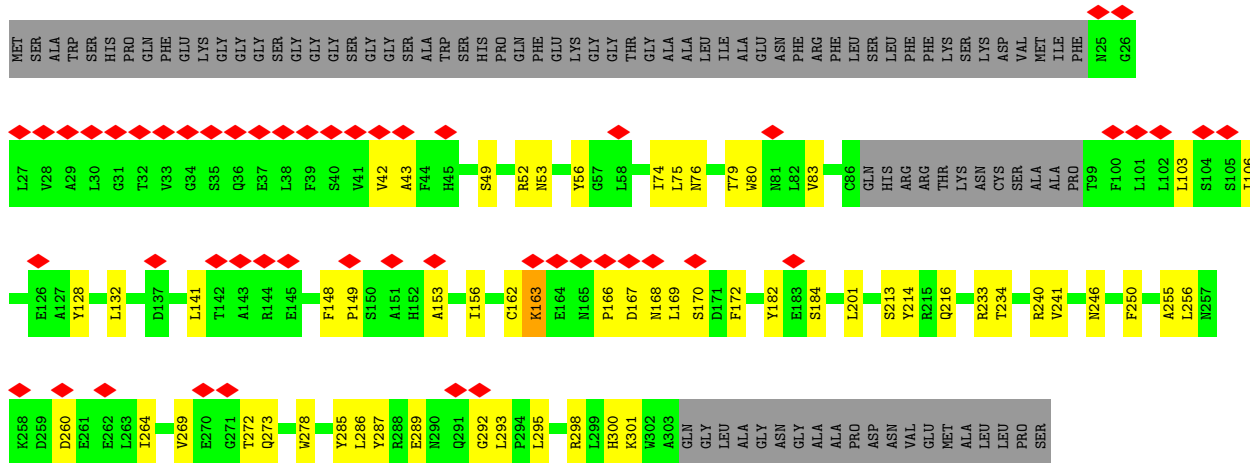 MET SER ALA TRP SER HIS PRO GLN PHE GLU LYS GLY GLY GLY SER GLY GLY GLY SER GLY GLY SER ALA TRP SER HIS PRO GLN PHE GLU LYS GLY GLY THR GLY ALA ALA LEU ILE ALA GLU ASN PHE ARG PHE LEU SER LEU PHE PHE LYS SER LYS ASP VAL MET ILE PHE N25 G26
L27 V28 A29 L30 G31 T32 V33 G34 S35 Q36 E37 L38 F39 S40 V41 V42 A43 F44 H45 S49 R52 N53 Y56 G57 L58 I74 L75 N76 T79 W80 N81 L82 V83 C86 GLN HIS ARG ARG THR LYS ASN CYS SER ALA ALA PRO T99 F100 L101 L102 L103 S104 S105 I106
E126 A127 Y128 L132 D137 L141 T142 A143 R144 E145 F148 P149 S150 A151 H152 A153 I156 C162 K163 E164 N165 P166 D167 N168 L169 S170 D171 F172 Y182 E183 S184 L201 S213 Y214 R215 Q216 R233 T234 R240 V241 N246 F250 A255 L256 N257
K258 D259 D260 E261 E262 L263 I264 V269 E270 G271 T272 Q273 W278 Y285 L286 Y287 R288 E289 N290 Q291 G292 L293 P294 L295 R298 L299 H300 K301 W302 A303 GLN GLY LEU ALA GLY ASN GLY ALA ALA PRO ASP ASN VAL GLU MET ALA LEU LEU PRO SER